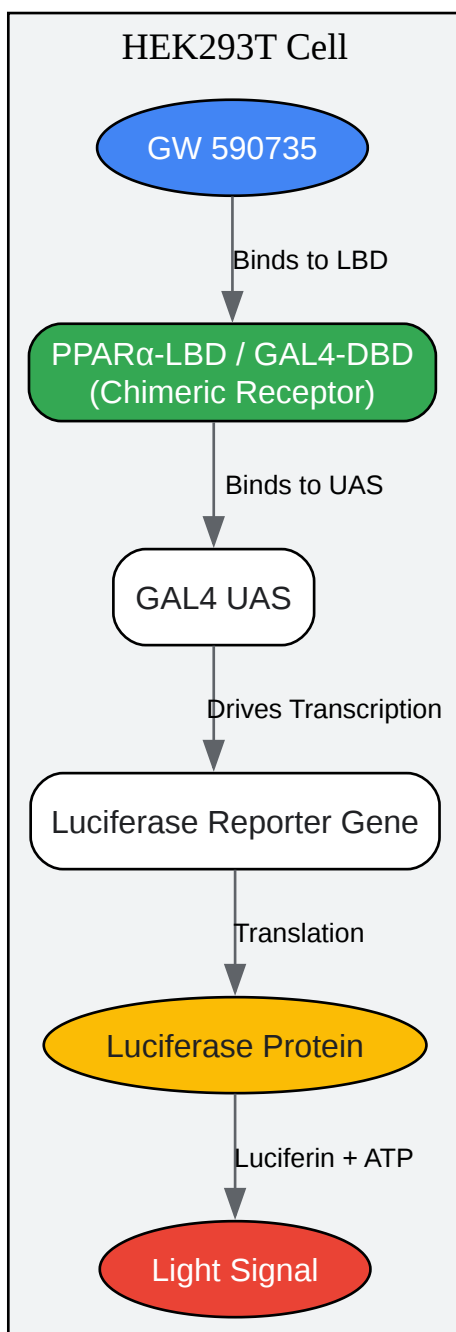 HEK293T Cell
GW 590735
Binds to LBD
PPARα-LBD / GAL4-DBD
(Chimeric Receptor)
Binds to UAS
GAL4 UAS
Drives Transcription
Luciferase Reporter Gene
Translation
Luciferase Protein
Luciferin + ATP
Light Signal